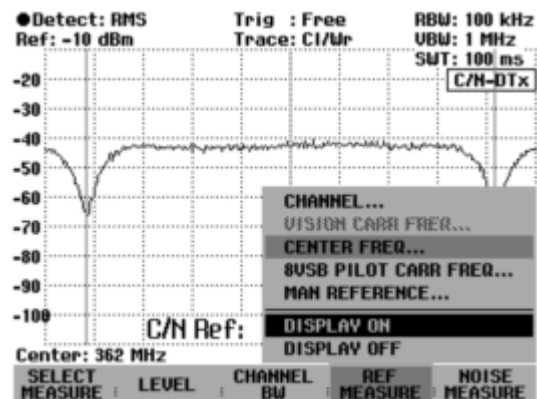 ●Detect: RMS Trig : Free RBW: 100 kHz
Ref: -10 dBm Trace: Cl/Wr VBW: 1 MHz
SWT: 100 ms
C/N-DTx
-20
-30
-40
-50
-60
-70
-80
-90
-100
CHANNEL...
VISION CARR FREQ...
CENTER FREQ...
8VSB PILOT CARR FREQ...
MAN REFERENCE...
DISPLAY ON
DISPLAY OFF
C/N Ref:
Center: 362 MHz
SELECT MEASURE LEVEL CHANNEL BW REF MEASURE NOISE MEASURE